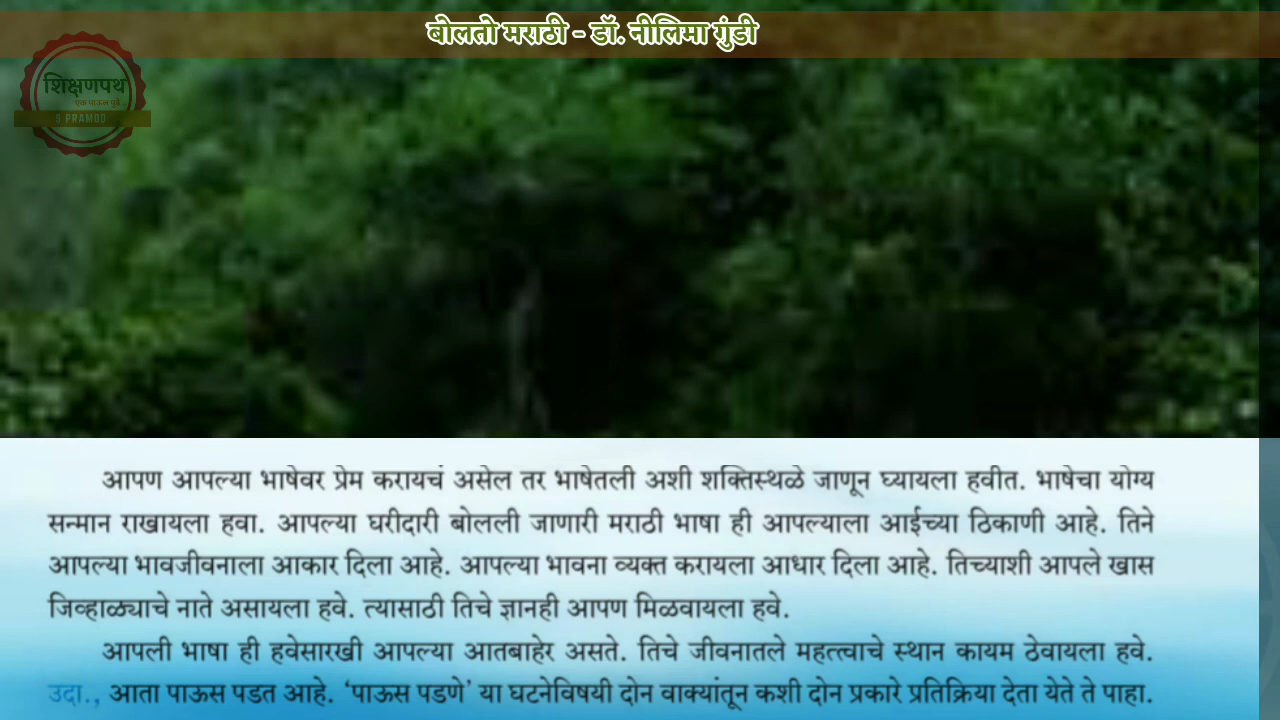 बोलतो मराठी - डॉ. नीलिमा गुंडी
शिक्षणपथ
एक पाऊल पुढे
S PRAMOD
आपण आपल्या भाषेवर प्रेम करायचं असेल तर भाषेतली अशी शक्तिस्थळे जाणून घ्यायला हवीत. भाषेचा योग्य
सन्मान राखायला हवा. आपल्या घरीदारी बोलली जाणारी मराठी भाषा ही आपल्याला आईच्या ठिकाणी आहे. तिने
आपल्या भावजीवनाला आकार दिला आहे. आपल्या भावना व्यक्त करायला आधार दिला आहे. तिच्याशी आपले खास
जिव्हाळ्याचे नाते असायला हवे. त्यासाठी तिचे ज्ञानही आपण मिळवायला हवे.
आपली भाषा ही हवेसारखी आपल्या आतबाहेर असते. तिचे जीवनातले महत्त्वाचे स्थान कायम ठेवायला हवे.
उदा., आता पाऊस पडत आहे. ‘पाऊस पडणे’ या घटनेविषयी दोन वाक्यांतून कशी दोन प्रकारे प्रतिक्रिया देता येते ते पाहा.